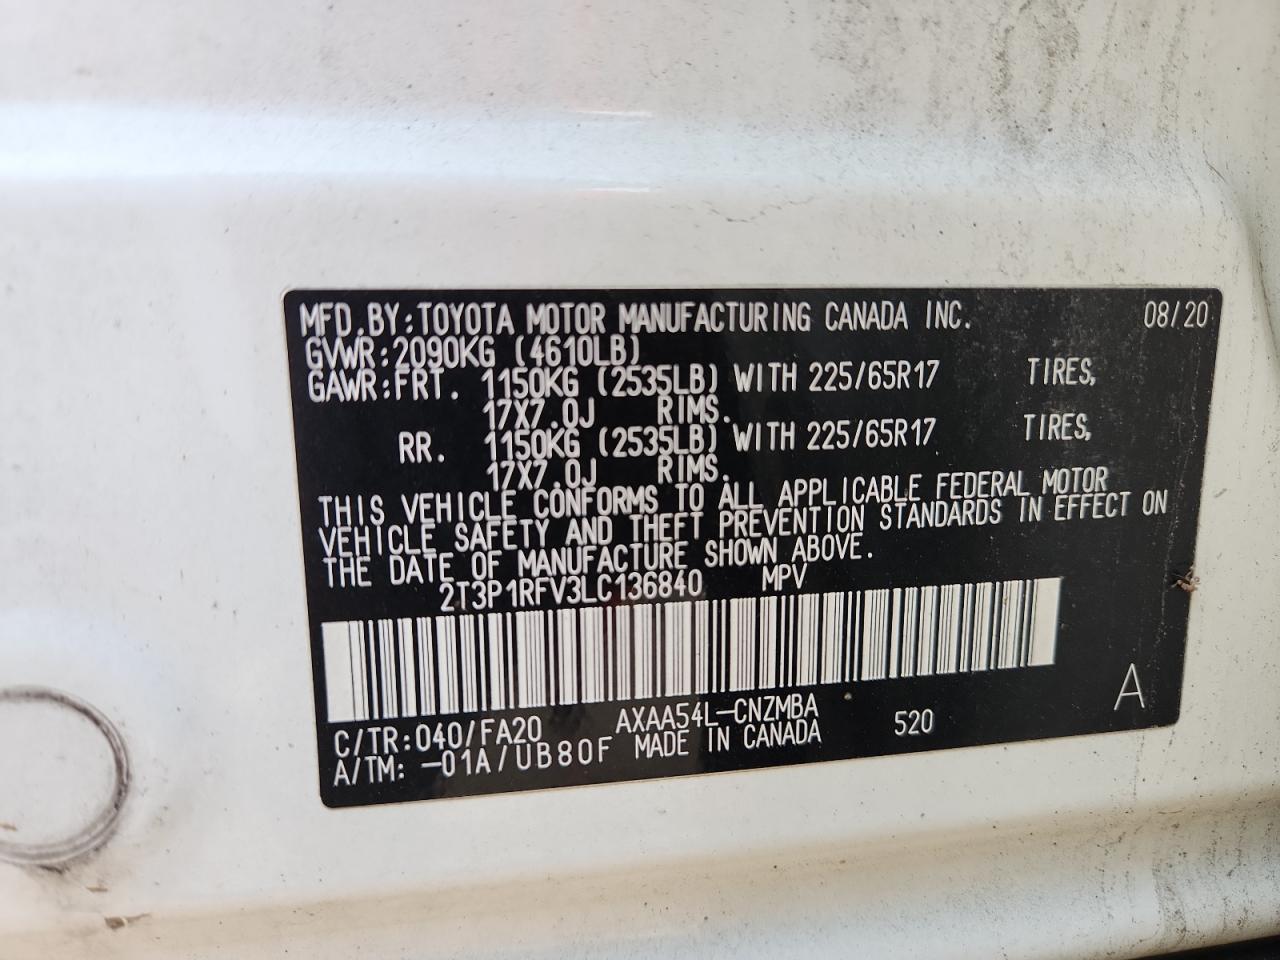 MFD.BY:TOYOTA MOTOR MANUFACTURING CANADA INC. 08/20
GVWR:2090KG (4610LB)
GAWR:FRT. 1150KG (2535LB) WITH 225/65R17 TIRES,
17X7.0J RIMS.
RR. 1150KG (2535LB) WITH 225/65R17 TIRES,
17X7.0J RIMS.
THIS VEHICLE CONFORMS TO ALL APPLICABLE FEDERAL MOTOR
VEHICLE SAFETY AND THEFT PREVENTION STANDARDS IN EFFECT ON
THE DATE OF MANUFACTURE SHOWN ABOVE.
2T3P1RFV3LC136840 MPV
C/TR:040/FA20 AXAA54L-CNZMBA 520 A
A/TM: -01A/UB80F MADE IN CANADA